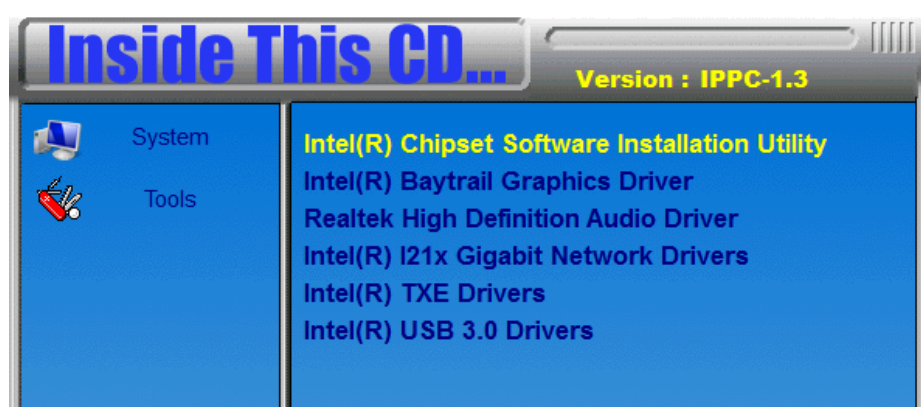 Inside This CD...
Version : IPPC-1.3
System
Tools
Intel(R) Chipset Software Installation Utility
Intel(R) Baytrail Graphics Driver
Realtek High Definition Audio Driver
Intel(R) I21x Gigabit Network Drivers
Intel(R) TXE Drivers
Intel(R) USB 3.0 Drivers